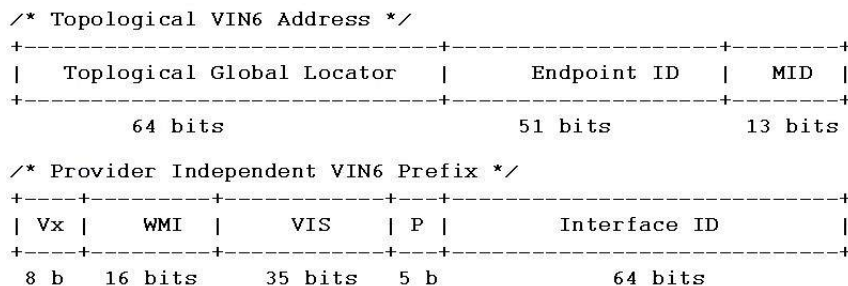 /* Topological VIN6 Address */
+-------------------------------+--------------------+--------+
| Toplogical Global Locator | Endpoint ID | MID |
+-------------------------------+--------------------+--------+
64 bits 51 bits 13 bits
/* Provider Independent VIN6 Prefix */
+----+---------+------------+---+-----------------------------+
| Vx | WMI | VIS | P | Interface ID |
+----+---------+------------+---+-----------------------------+
8 b 16 bits 35 bits 5 b 64 bits